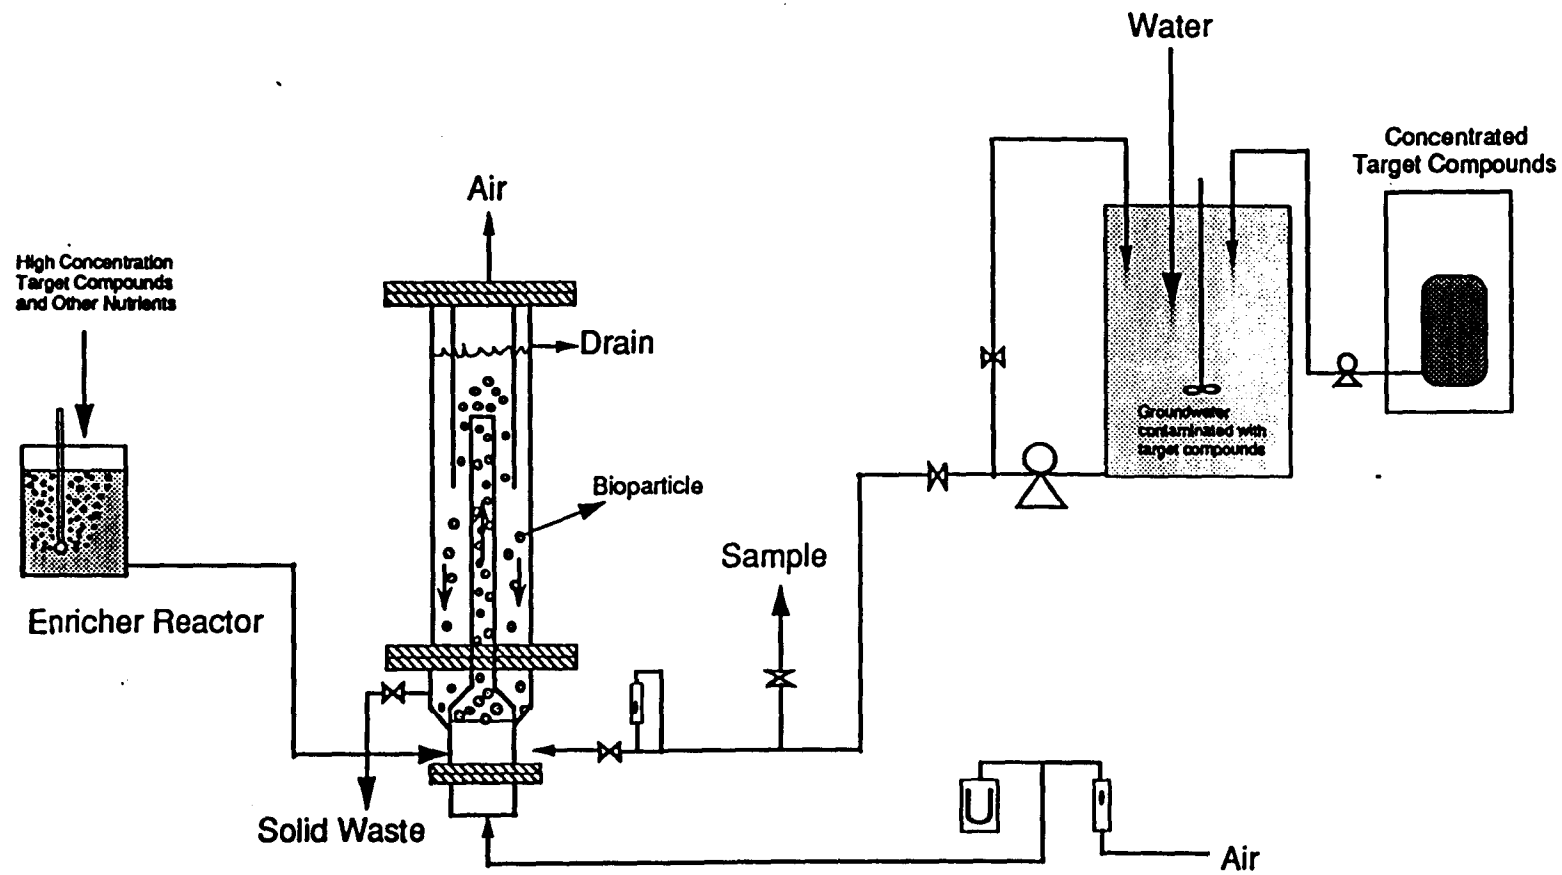 Water
Concentrated
Target Compounds
Air
High Concentration
Target Compounds
and Other Nutrients
Drain
Groundwater
contaminated with
target compounds
Bioparticle
Sample
Enricher Reactor
Solid Waste
Air